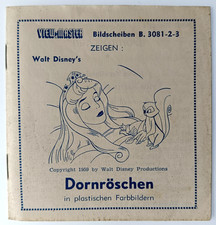 VIEW-MASTER Bildscheiben B. 3081-2-3
ZEIGEN :
Walt Disney's
Copyright 1959 by Walt Disney Productions
Dornröschen
in plastischen Farbbildern